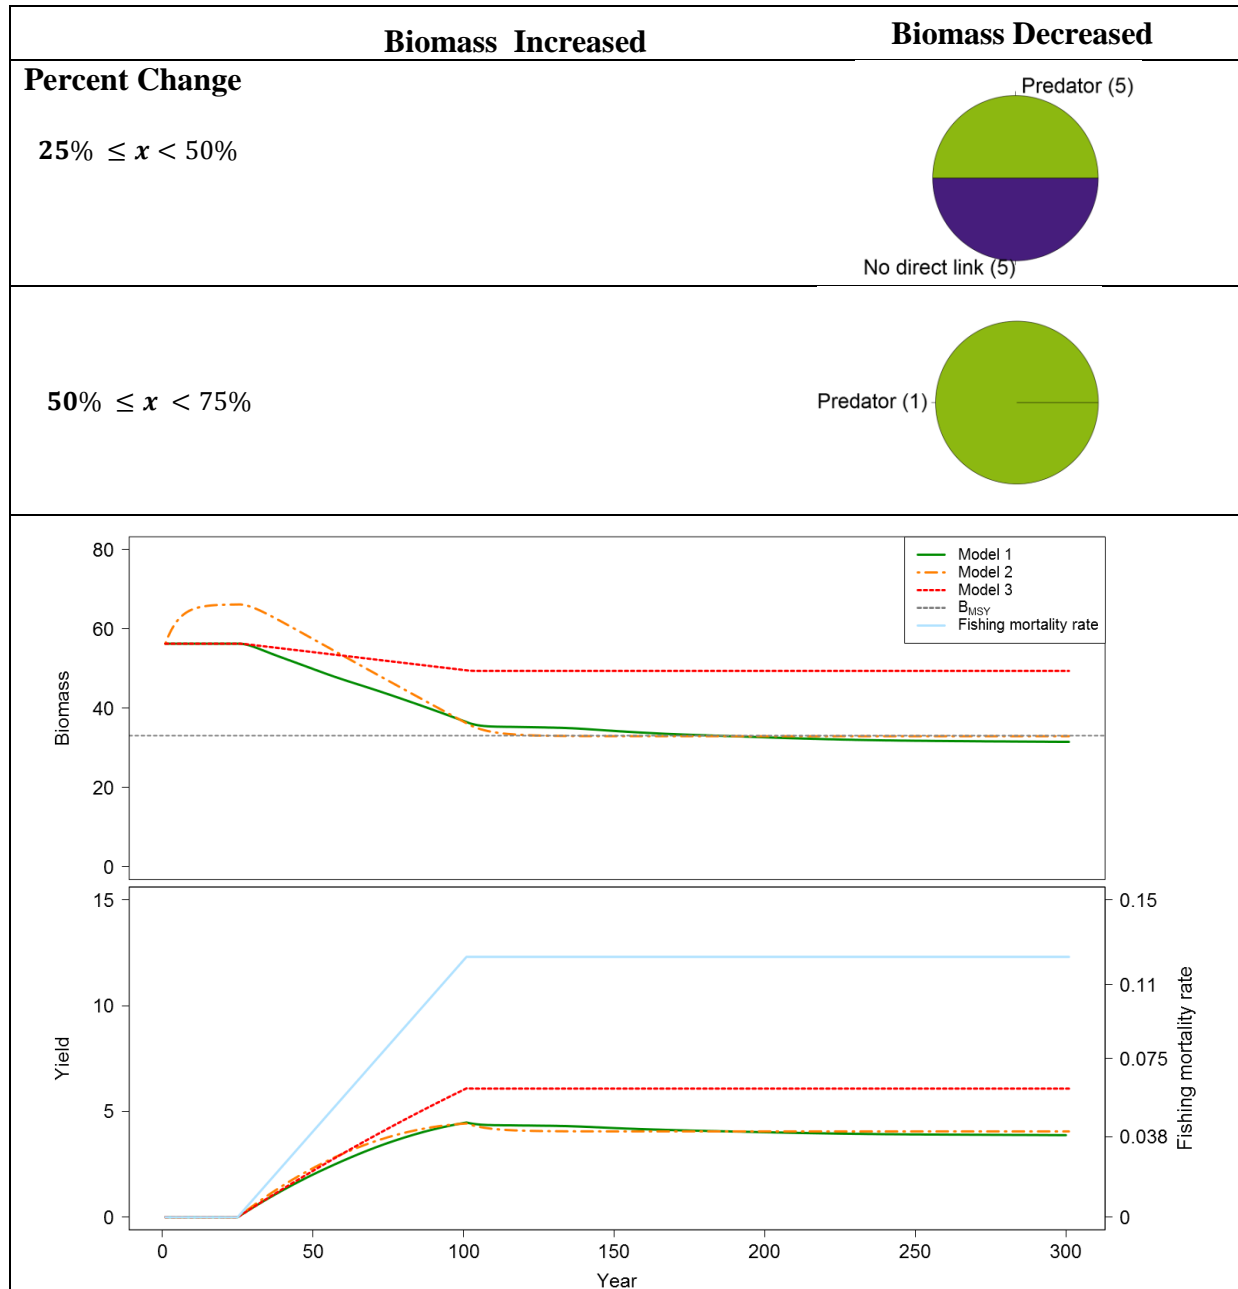 Biomass Increased
Biomass Decreased
Percent Change
25% ≤ x < 50%
Predator (5)
No direct link (5)
50% ≤ x < 75%
Predator (1)
80
60
40
20
0
Biomass
Model 1
Model 2
Model 3
BMSY
Fishing mortality rate
15
10
5
0
Yield
0.15
0.11
0.075
0.038
0
Fishing mortality rate
0 50 100 150 200 250 300
Year